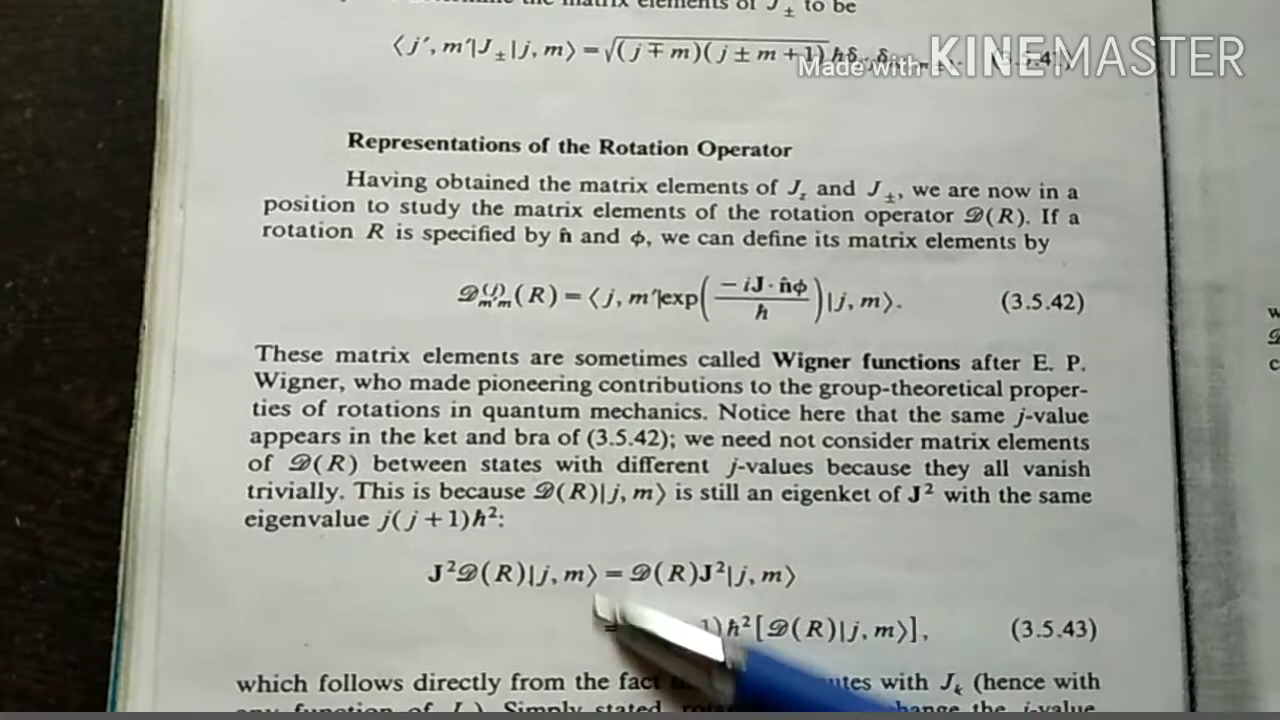 matrix elements of J± to be
⟨j′, m′|J±|j, m⟩ = √(j ∓ m)(j ± m + 1) ħδ
Made with KINEMASTER
Representations of the Rotation Operator
Having obtained the matrix elements of J_z and J±, we are now in a
position to study the matrix elements of the rotation operator 𝒟(R). If a
rotation R is specified by n̂ and ϕ, we can define its matrix elements by
𝒟^(j)_m′m(R) = ⟨j, m′|exp(−iJ·n̂ϕ/ħ)|j, m⟩. (3.5.42)
These matrix elements are sometimes called Wigner functions after E. P.
Wigner, who made pioneering contributions to the group-theoretical proper-
ties of rotations in quantum mechanics. Notice here that the same j-value
appears in the ket and bra of (3.5.42); we need not consider matrix elements
of 𝒟(R) between states with different j-values because they all vanish
trivially. This is because 𝒟(R)|j, m⟩ is still an eigenket of J² with the same
eigenvalue j(j + 1)ħ²:
J²𝒟(R)|j, m⟩ = 𝒟(R)J²|j, m⟩
= 1)ħ²[𝒟(R)|j, m⟩], (3.5.43)
which follows directly from the fact with J_k (hence with